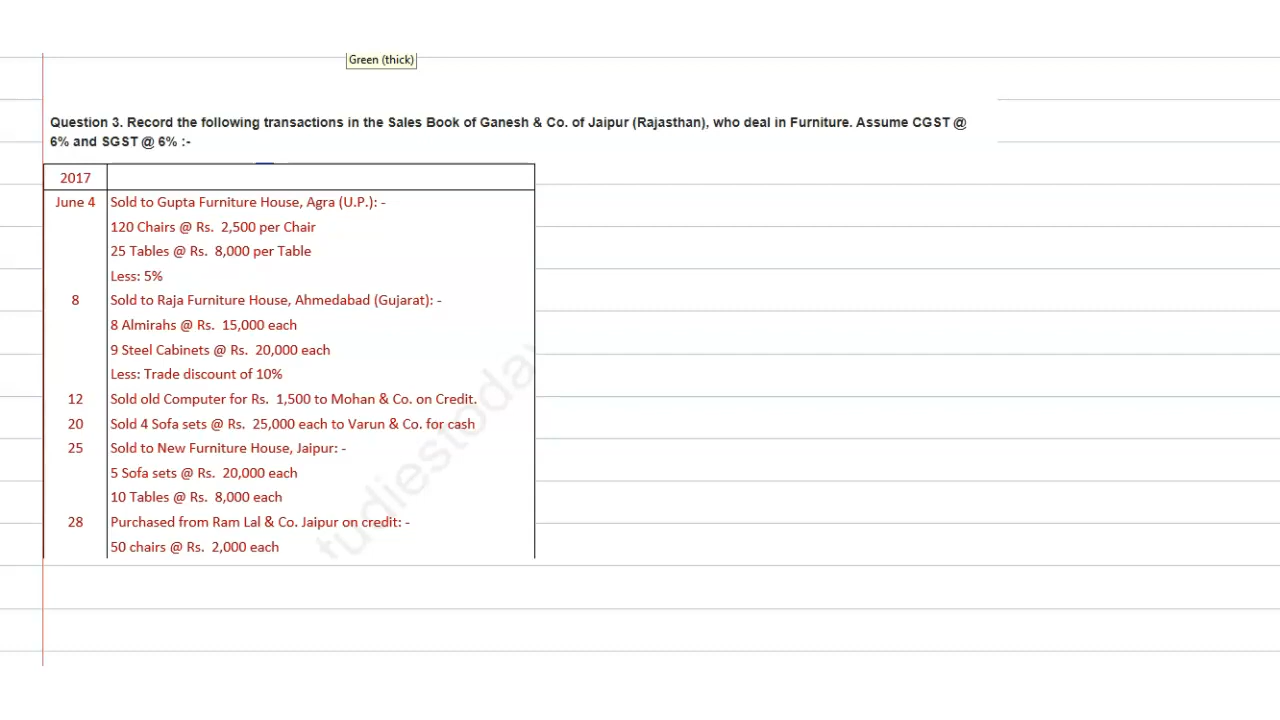 Green (thick)
Question 3. Record the following transactions in the Sales Book of Ganesh & Co. of Jaipur (Rajasthan), who deal in Furniture. Assume CGST @
6% and SGST @ 6% :-
2017
June 4 Sold to Gupta Furniture House, Agra (U.P.): -
120 Chairs @ Rs. 2,500 per Chair
25 Tables @ Rs. 8,000 per Table
Less: 5%
8 Sold to Raja Furniture House, Ahmedabad (Gujarat): -
8 Almirahs @ Rs. 15,000 each
9 Steel Cabinets @ Rs. 20,000 each
Less: Trade discount of 10%
12 Sold old Computer for Rs. 1,500 to Mohan & Co. on Credit.
20 Sold 4 Sofa sets @ Rs. 25,000 each to Varun & Co. for cash
25 Sold to New Furniture House, Jaipur: -
5 Sofa sets @ Rs. 20,000 each
10 Tables @ Rs. 8,000 each
28 Purchased from Ram Lal & Co. Jaipur on credit: -
50 chairs @ Rs. 2,000 each
tudiestoday